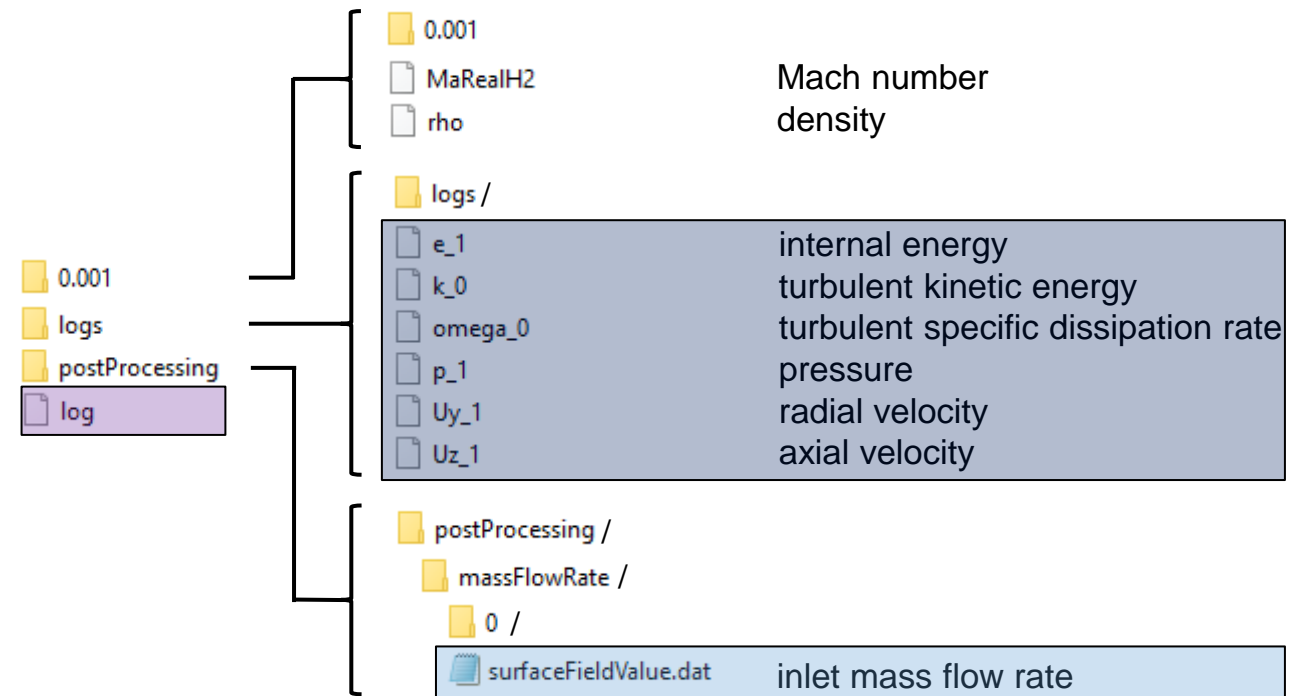 0.001
MaRealH2 Mach number
rho density
logs /
e_1 internal energy
k_0 turbulent kinetic energy
omega_0 turbulent specific dissipation rate
p_1 pressure
Uy_1 radial velocity
Uz_1 axial velocity
0.001
logs
postProcessing
log
postProcessing /
massFlowRate /
0 /
surfaceFieldValue.dat inlet mass flow rate